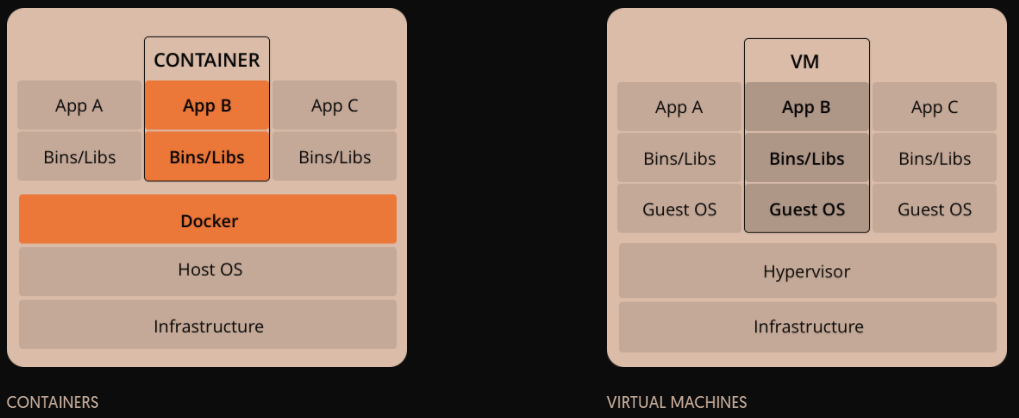 CONTAINER
App A App B App C
Bins/Libs Bins/Libs Bins/Libs
Docker
Host OS
Infrastructure
CONTAINERS
VM
App A App B App C
Bins/Libs Bins/Libs Bins/Libs
Guest OS Guest OS Guest OS
Hypervisor
Infrastructure
VIRTUAL MACHINES